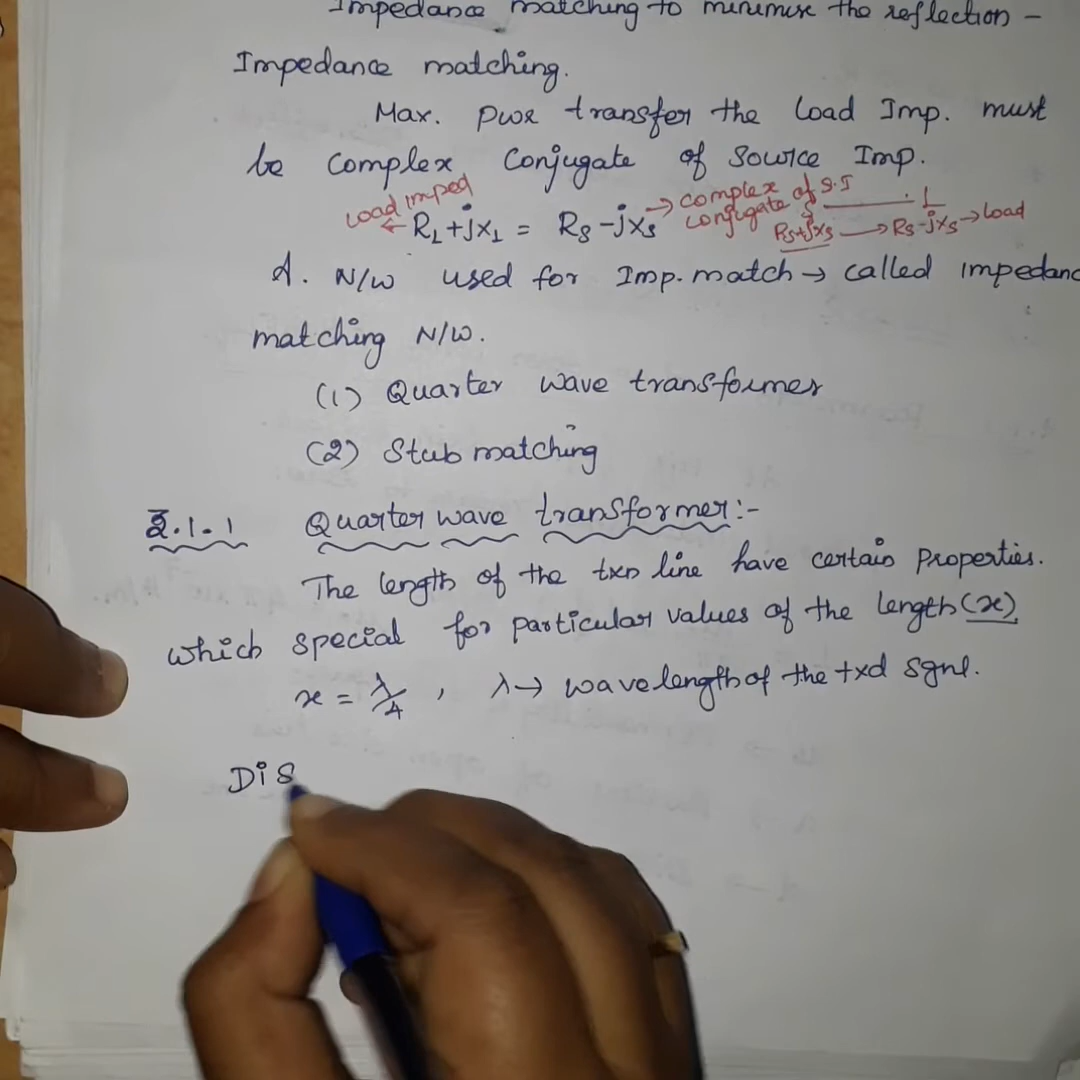 Impedance matching to minimise the reflection –
Impedance matching.
Max. pwr transfer the load Imp. must
be complex conjugate of source Imp.
load imped
← R_L+jX_L = R_S-jX_S → complex conjugate of S.I
R_S+jX_S → R_S-jX_S → load
A. N/W used for Imp. match → called impedanc
matching N/W.
(1) Quarter wave transformer
(2) Stub matching
2.1.1 Quarter wave transformer:-
The length of the txn line have certain properties.
which special for particular values of the length (x)
x = λ/4, λ → wavelength of the txd sgnl.
Dis